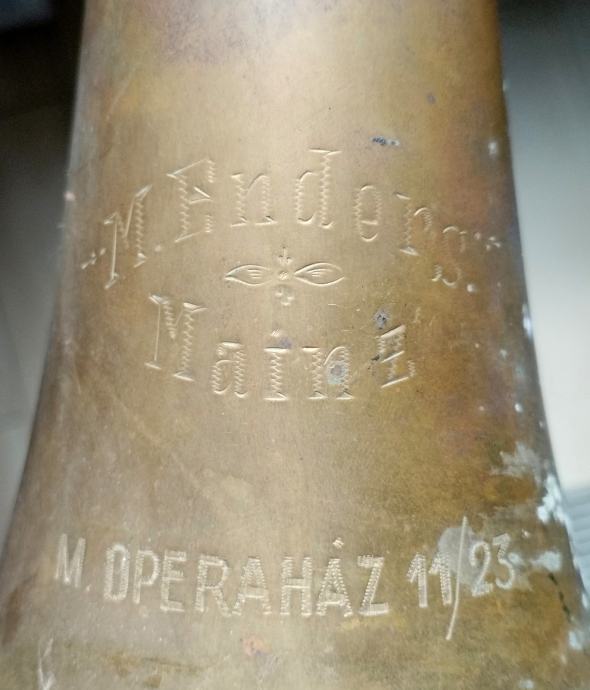 M. Enders.
Mainz
M. OPERAHÁZ 11/23